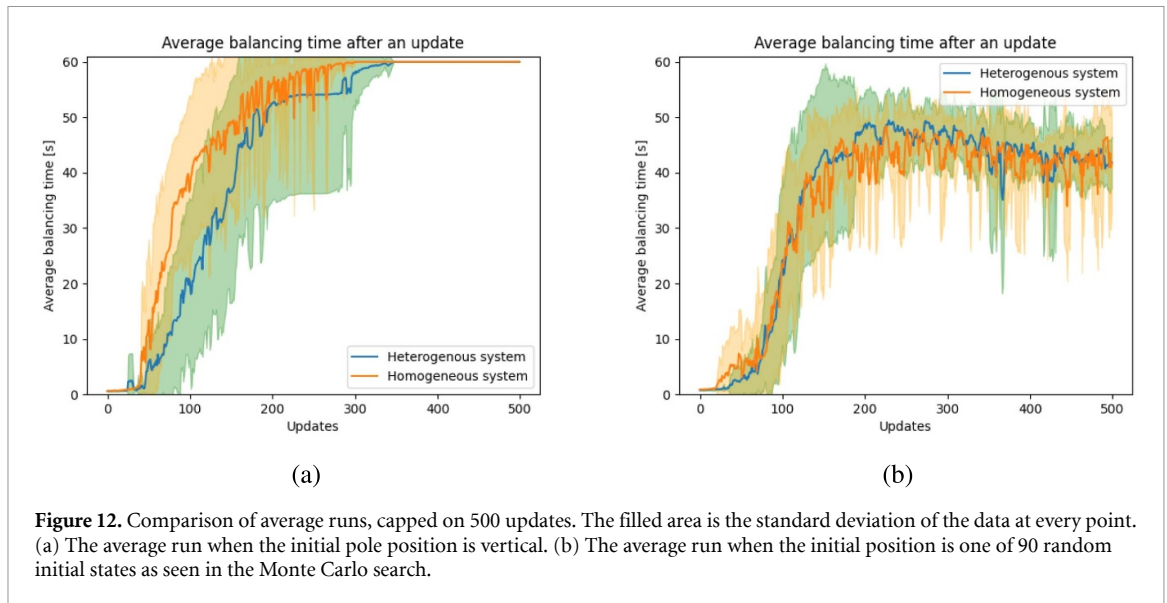 Average balancing time after an update
60
50
40
30
20
10
0
Average balancing time [s]
Heterogenous system
Homogeneous system
0 100 200 300 400 500
Updates
(a)
Average balancing time after an update
60
50
40
30
20
10
0
Average balancing time [s]
Heterogenous system
Homogeneous system
0 100 200 300 400 500
Updates
(b)
Figure 12. Comparison of average runs, capped on 500 updates. The filled area is the standard deviation of the data at every point.
(a) The average run when the initial pole position is vertical. (b) The average run when the initial position is one of 90 random
initial states as seen in the Monte Carlo search.